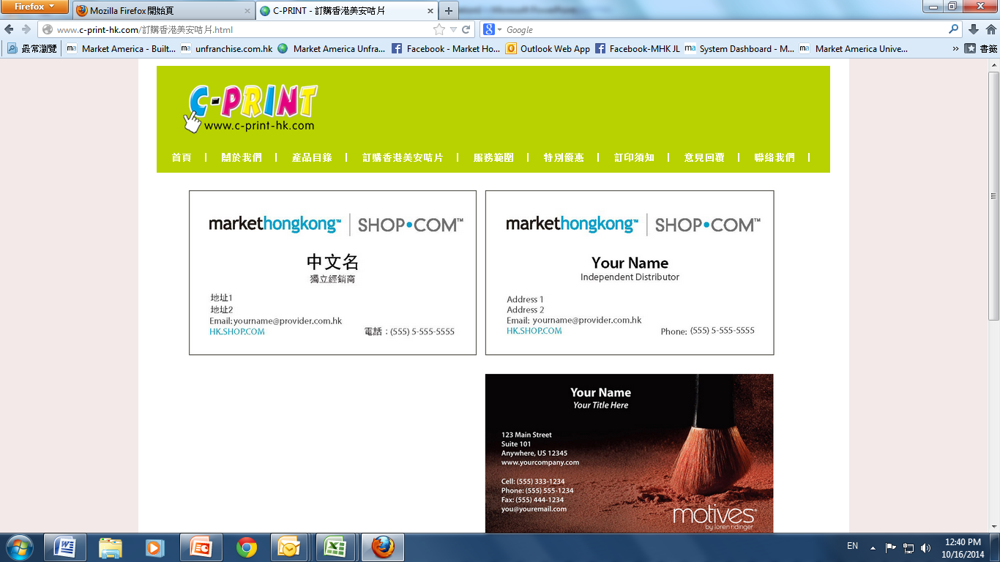 Firefox
Mozilla Firefox 開始頁
C-PRINT - 訂購香港美安咭片
www.c-print-hk.com/訂購香港美安咭片.html
Google
最常瀏覽
Market America - Built...
unfranchise.com.hk
Market America Unfra...
Facebook - Market Ho...
Outlook Web App
Facebook-MHK JL
System Dashboard - M...
Market America Unive...
»
書籤
C-PRINT
www.c-print-hk.com
首頁 | 關於我們 | 產品目錄 | 訂購香港美安咭片 | 服務範圍 | 特別優惠 | 訂印須知 | 意見回覆 | 聯絡我們 |
markethongkong™ | SHOP•COM™
中文名
獨立經銷商
地址1
地址2
Email:yourname@provider.com.hk
HK.SHOP.COM
電話：(555) 5-555-5555
markethongkong™ | SHOP•COM™
Your Name
Independent Distributor
Address 1
Address 2
Email: yourname@provider.com.hk
HK.SHOP.COM
Phone: (555) 5-555-5555
Your Name
Your Title Here
123 Main Street
Suite 101
Anywhere, US 12345
www.yourcompany.com
Cell: (555) 333-1234
Phone: (555) 555-1234
Fax: (555) 444-1234
you@youremail.com
motives®
by loren ridinger
EN
12:40 PM
10/16/2014